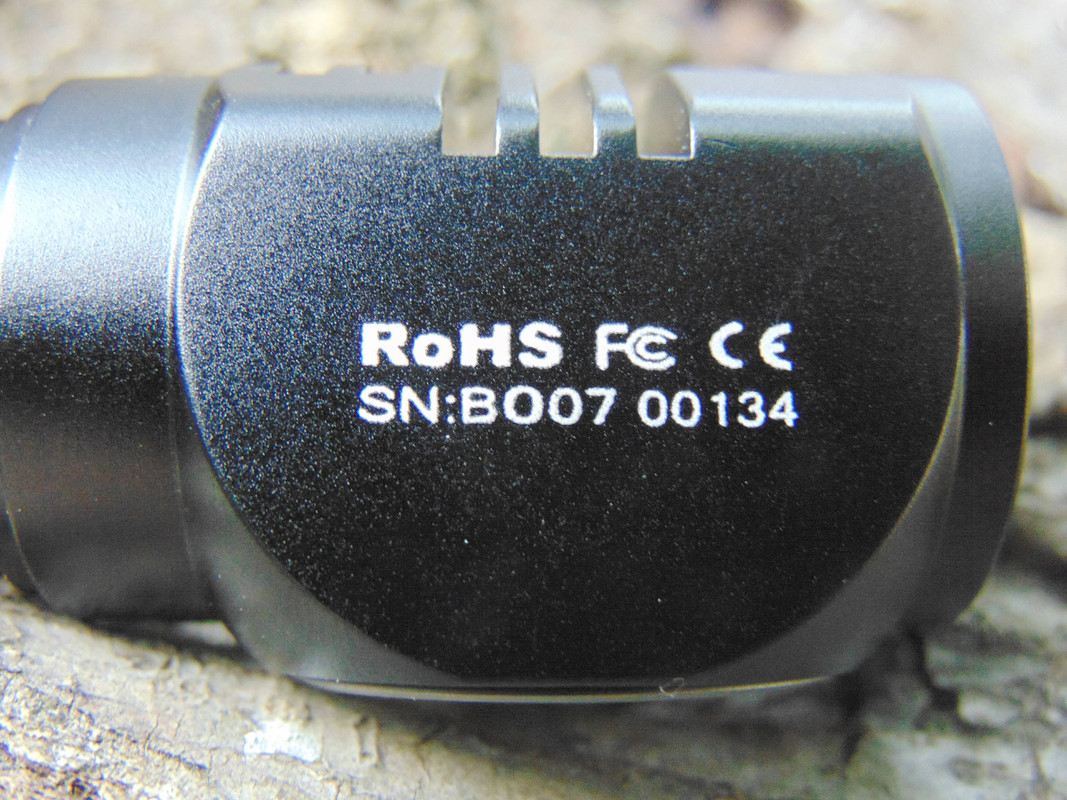 RoHS FC CE
SN:BO07 00134